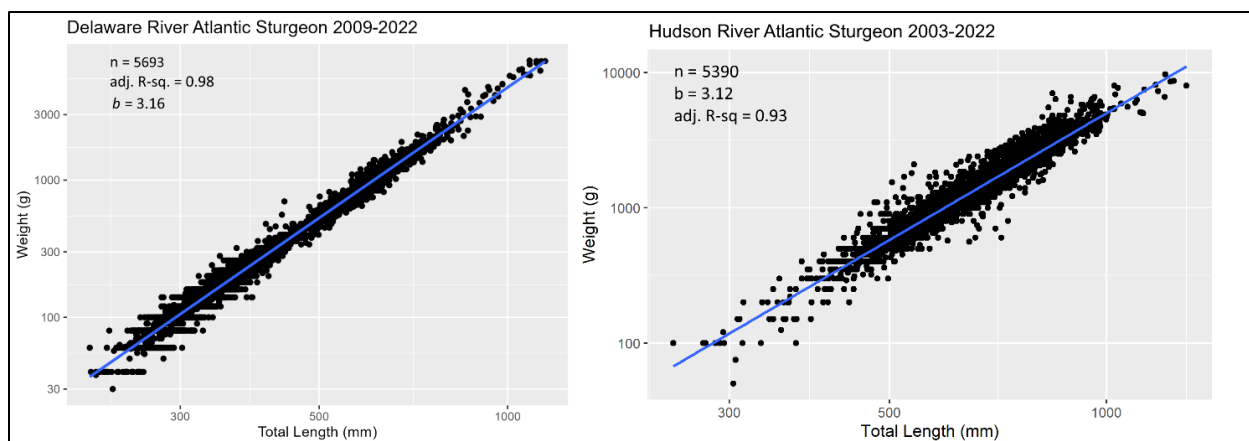 Delaware River Atlantic Sturgeon 2009-2022
n = 5693
adj. R-sq. = 0.98
b = 3.16
3000
1000
300
100
30
Weight (g)
300
500
1000
Total Length (mm)
Hudson River Atlantic Sturgeon 2003-2022
n = 5390
b = 3.12
adj. R-sq = 0.93
10000
1000
100
Weight (g)
300
500
1000
Total Length (mm)